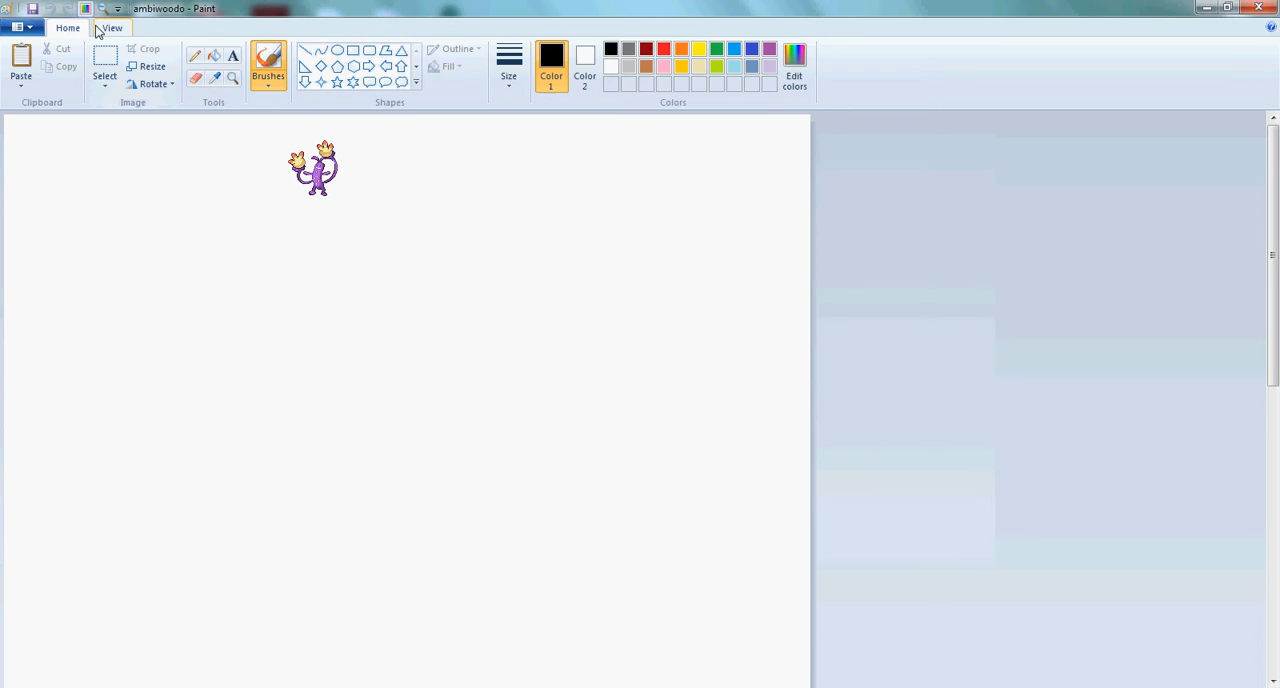 ambiwoodo - Paint
Home View
Paste Cut Copy Clipboard
Select Crop Resize Rotate Image
Tools
A
Brushes
Outline Fill Shapes
Size
Color 1 Color 2 Edit colors Colors